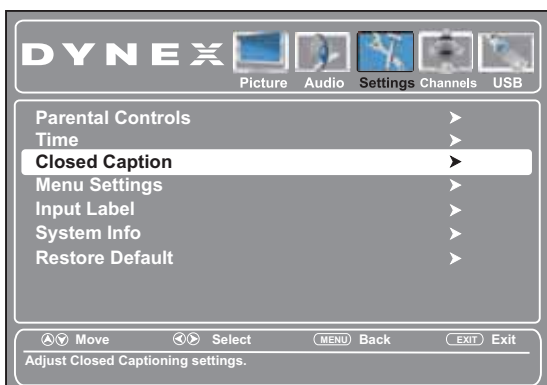 DYNEX
Picture Audio Settings Channels USB
Parental Controls
Time
Closed Caption
Menu Settings
Input Label
System Info
Restore Default
Move Select MENU Back EXIT Exit
Adjust Closed Captioning settings.